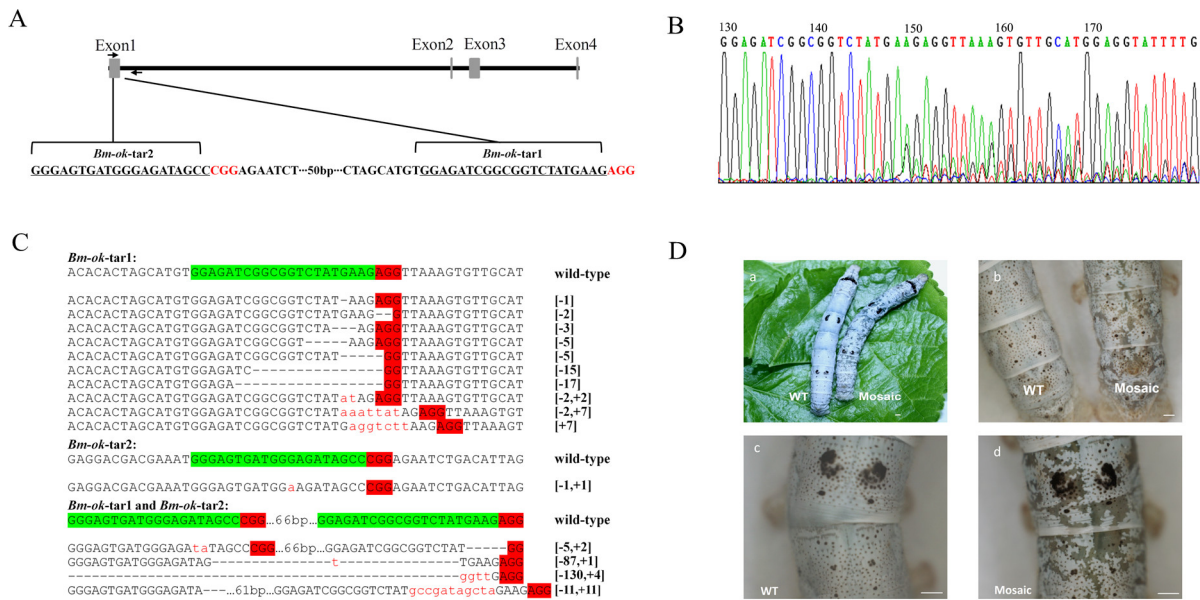 A
Exon1
Exon2
Exon3
Exon4
Bm-ok-tar2
Bm-ok-tar1
GGGAGTGATGGGAGATAGCCCGGAGAATCT···50bp···CTAGCATGTGGAGATCGGCGGTCTATGAAGAGG
B
130 140 150 160 170
GGAGATCGGCGGTCTATGAAGAGGTTAAAGTGTTGCATGGAGGTATTTTG
C
Bm-ok-tar1:
ACACACTAGCATGTGGAGATCGGCGGTCTATGAAGAGGTTAAAGTGTTGCAT wild-type
ACACACTAGCATGTGGAGATCGGCGGTCTAT-AAGAGGTTAAAGTGTTGCAT [-1]
ACACACTAGCATGTGGAGATCGGCGGTCTATGAAG--GTTAAAGTGTTGCAT [-2]
ACACACTAGCATGTGGAGATCGGCGGTCTA---AGAGGTTAAAGTGTTGCAT [-3]
ACACACTAGCATGTGGAGATCGGCGGT-----AAGAGGTTAAAGTGTTGCAT [-5]
ACACACTAGCATGTGGAGATCGGCGGTCTAT-----GGTTAAAGTGTTGCAT [-5]
ACACACTAGCATGTGGAGATC---------------GGTTAAAGTGTTGCAT [-15]
ACACACTAGCATGTGGAGA-----------------GGTTAAAGTGTTGCAT [-17]
ACACACTAGCATGTGGAGATCGGCGGTCTATatAGAGGTTAAAGTGTTGCAT [-2,+2]
ACACACTAGCATGTGGAGATCGGCGGTCTATaaattatAGAGGTTAAAGTGT [-2,+7]
ACACACTAGCATGTGGAGATCGGCGGTCTATGaggtcttAAGAGGTTAAAGT [+7]
Bm-ok-tar2:
GAGGACGACGAAATGGGAGTGATGGGAGATAGCCCGGAGAATCTGACATTAG wild-type
GAGGACGACGAAATGGGAGTGATGGaAGATAGCCCGGAGAATCTGACATTAG [-1,+1]
Bm-ok-tar1 and Bm-ok-tar2:
GGGAGTGATGGGAGATAGCCCGG…66bp…GGAGATCGGCGGTCTATGAAGAGG wild-type
GGGAGTGATGGGAGAtaTAGCCCGG…66bp…GGAGATCGGCGGTCTAT-----GG [-5,+2]
GGGAGTGATGGGAGATAG-------------t-------------TGAAGAGG [-87,+1]
--------------------------------------------ggttGAGG [-130,+4]
GGGAGTGATGGGAGATA---…61bp…GGAGATCGGCGGTCTATgccgatagctaGAAGAGG [-11,+11]
D
a
WT
Mosaic
b
WT
Mosaic
c
WT
d
Mosaic